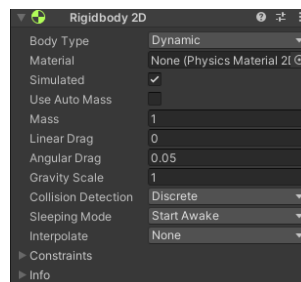 Rigidbody 2D
Body Type Dynamic
Material None (Physics Material 2
Simulated
Use Auto Mass
Mass 1
Linear Drag 0
Angular Drag 0.05
Gravity Scale 1
Collision Detection Discrete
Sleeping Mode Start Awake
Interpolate None
Constraints
Info